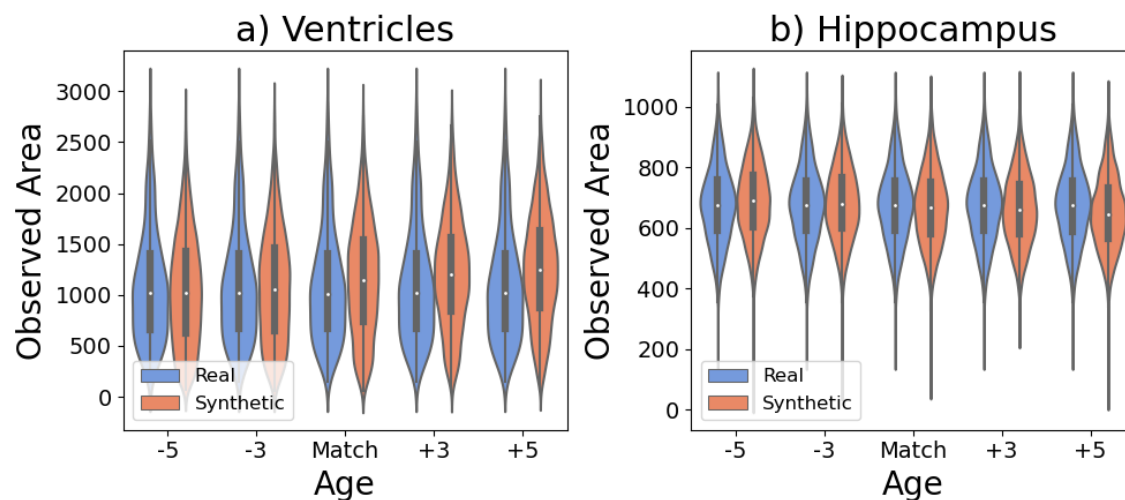 a) Ventricles
Observed Area
3000
2500
2000
1500
1000
500
0
Real
Synthetic
-5 -3 Match +3 +5
Age
b) Hippocampus
Observed Area
1000
800
600
400
200
0
Real
Synthetic
-5 -3 Match +3 +5
Age